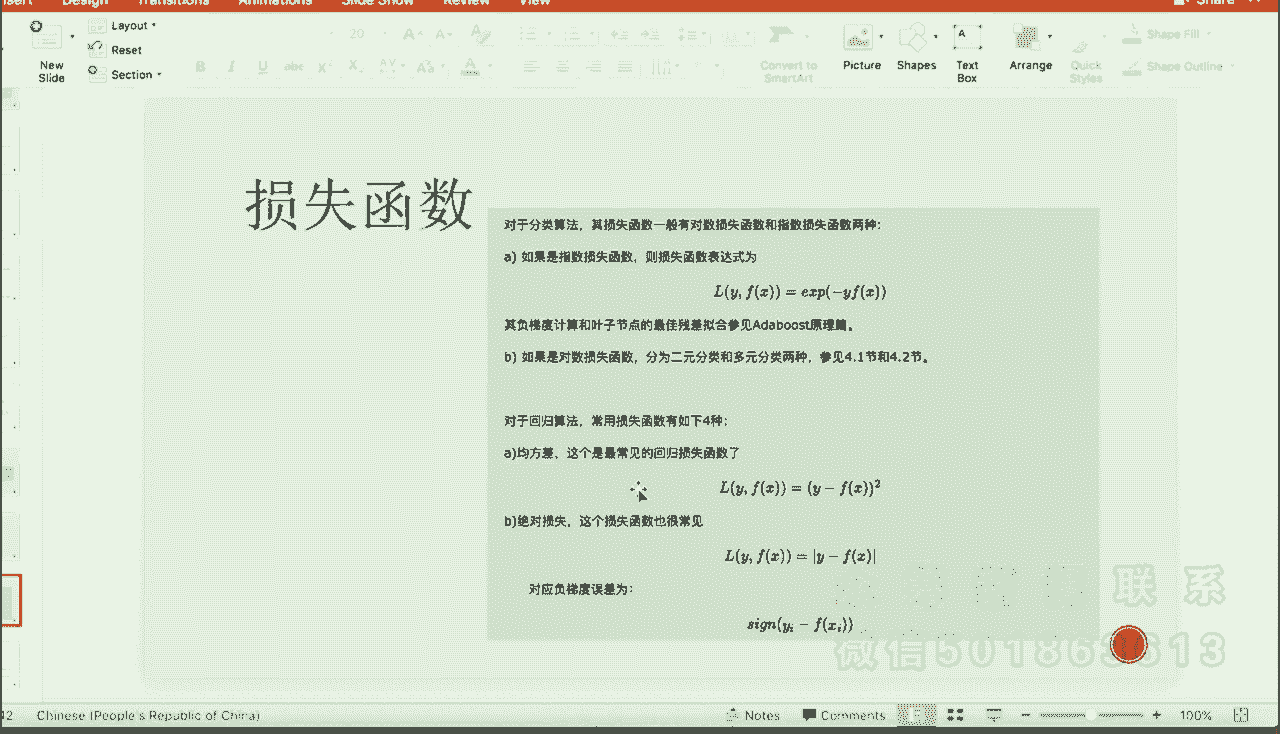 Insert Design Transitions Animations Slide Show Review View Share
New Slide
Layout
Reset
Section
20
Convert to SmartArt
Picture
Shapes
Text Box
Arrange
Quick Styles
Shape Fill
Shape Outline
损失函数
对于分类算法，其损失函数一般有对数损失函数和指数损失函数两种：
a) 如果是指数损失函数，则损失函数表达式为
L(y, f(x)) = exp(-yf(x))
其负梯度计算和叶子节点的最佳残差拟合参见Adaboost原理篇。
b) 如果是对数损失函数，分为二元分类和多元分类两种，参见4.1节和4.2节。
对于回归算法，常用损失函数有如下4种：
a)均方差，这个是最常见的回归损失函数了
L(y, f(x)) = (y - f(x))²
b)绝对损失，这个损失函数也很常见
L(y, f(x)) = |y - f(x)|
对应负梯度误差为：
sign(yᵢ - f(xᵢ))
联系
微信501863613
42 Chinese (People's Republic of China) Notes Comments 100%